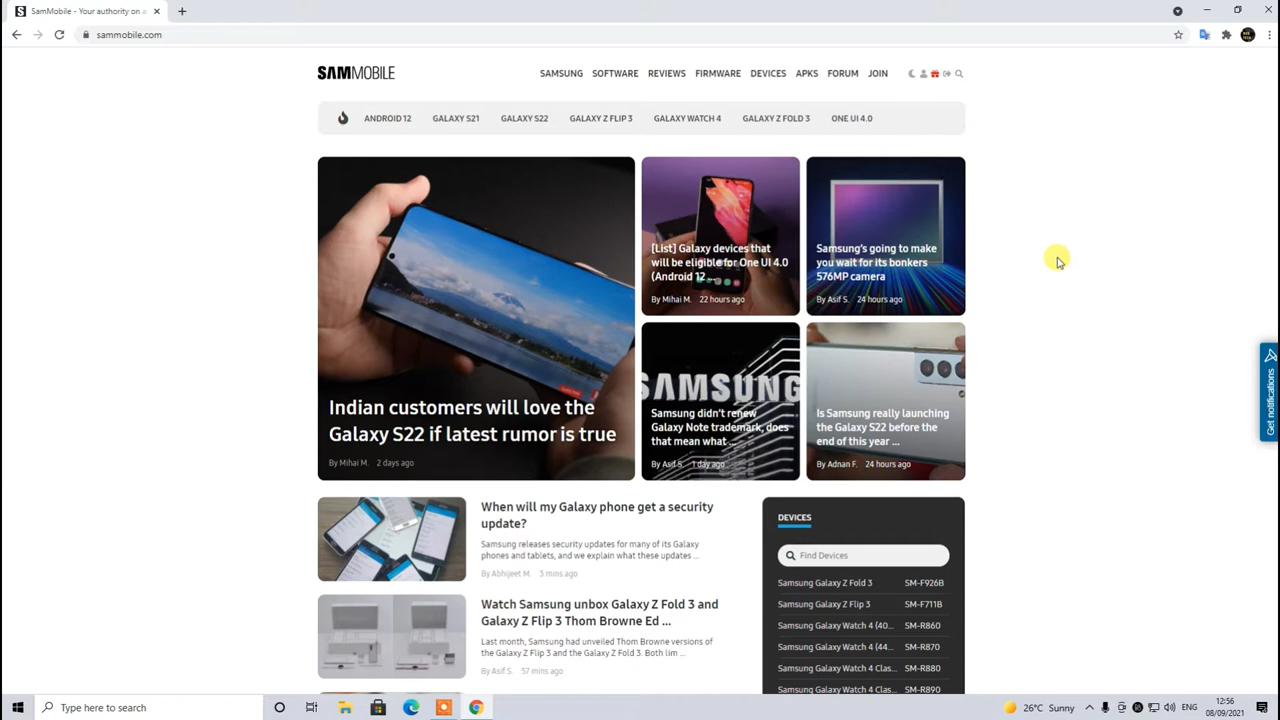 SamMobile - Your authority on a
sammobile.com
SAMMOBILE
SAMSUNG SOFTWARE REVIEWS FIRMWARE DEVICES APKS FORUM JOIN
ANDROID 12 GALAXY S21 GALAXY S22 GALAXY Z FLIP 3 GALAXY WATCH 4 GALAXY Z FOLD 3 ONE UI 4.0
Indian customers will love the
Galaxy S22 if latest rumor is true
By Mihai M. 2 days ago
[List] Galaxy devices that
will be eligible for One UI 4.0
(Android 12 ...
By Mihai M. 22 hours ago
Samsung's going to make
you wait for its bonkers
576MP camera
By Asif S. 24 hours ago
SAMSUNG
Samsung didn't renew
Galaxy Note trademark, does
that mean what ...
By Asif S. 1 day ago
Is Samsung really launching
the Galaxy S22 before the
end of this year ...
By Adnan F. 24 hours ago
Get notifications
When will my Galaxy phone get a security
update?
Samsung releases security updates for many of its Galaxy
phones and tablets, and we explain what these updates ...
By Abhijeet M. 3 mins ago
Watch Samsung unbox Galaxy Z Fold 3 and
Galaxy Z Flip 3 Thom Browne Ed ...
Last month, Samsung had unveiled Thom Browne versions of
the Galaxy Z Flip 3 and the Galaxy Z Fold 3. Both lim ...
By Asif S. 57 mins ago
DEVICES
Find Devices
Samsung Galaxy Z Fold 3 SM-F926B
Samsung Galaxy Z Flip 3 SM-F711B
Samsung Galaxy Watch 4 (40... SM-R860
Samsung Galaxy Watch 4 (44... SM-R870
Samsung Galaxy Watch 4 Clas... SM-R880
Samsung Galaxy Watch 4 Clas... SM-R890
Type here to search
26°C Sunny
ENG
12:56
08/09/2021